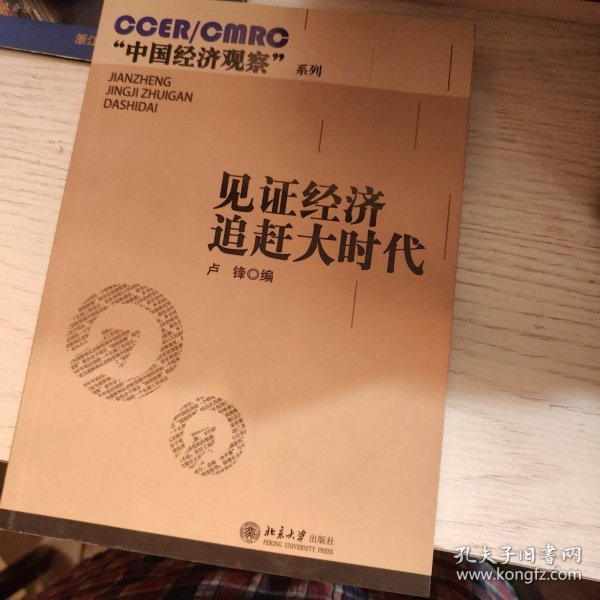 浙江
CCER/CMRC
“中国经济观察” 系列
JIANZHENG
JINGJI ZHUIGAN
DASHIDAI
见证经济
追赶大时代
卢 锋◎编
北京大学出版社
PEKING UNIVERSITY PRESS
孔夫子旧书网
www.kongfz.com